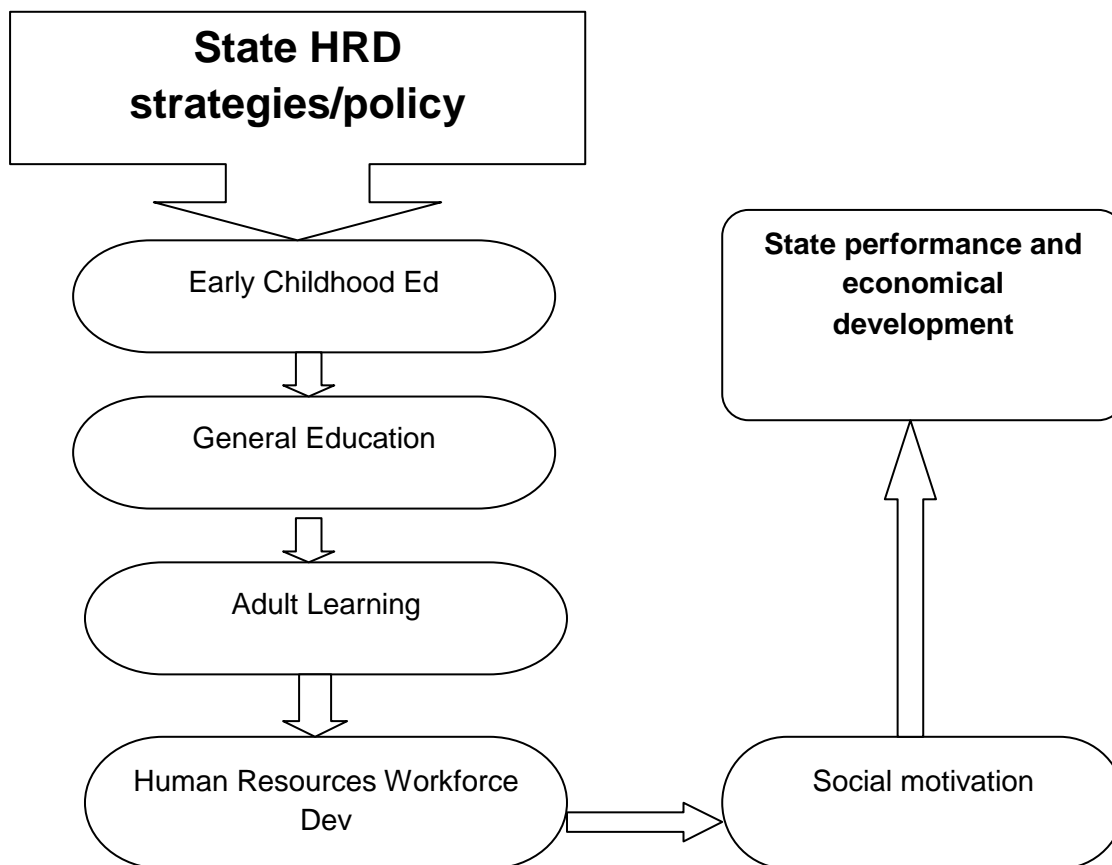 State HRD
strategies/policy
Early Childhood Ed
General Education
Adult Learning
Human Resources Workforce
Dev
Social motivation
State performance and
economical
development